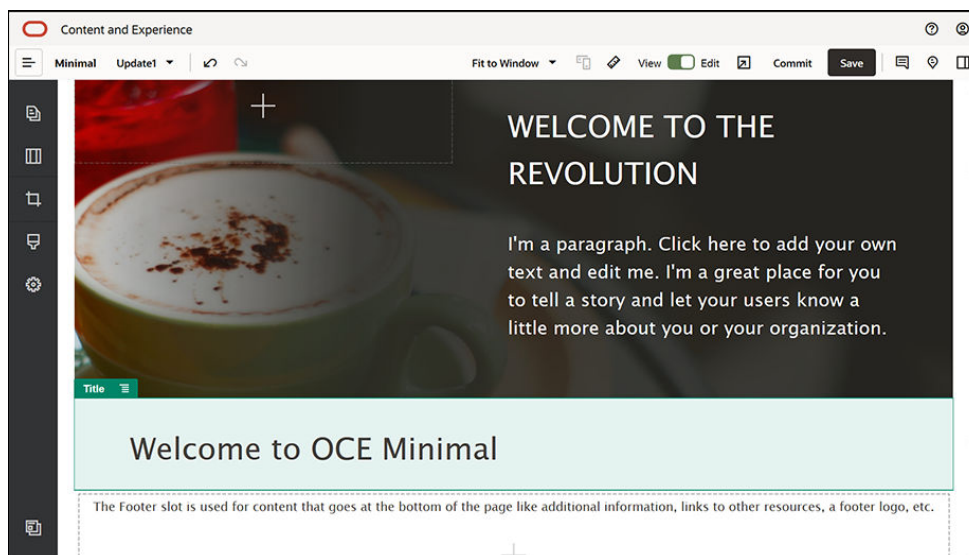 Content and Experience
Minimal Update1 Fit to Window View Edit Commit Save
WELCOME TO THE
REVOLUTION
I'm a paragraph. Click here to add your own
text and edit me. I'm a great place for you
to tell a story and let your users know a
little more about you or your organization.
Title
Welcome to OCE Minimal
The Footer slot is used for content that goes at the bottom of the page like additional information, links to other resources, a footer logo, etc.